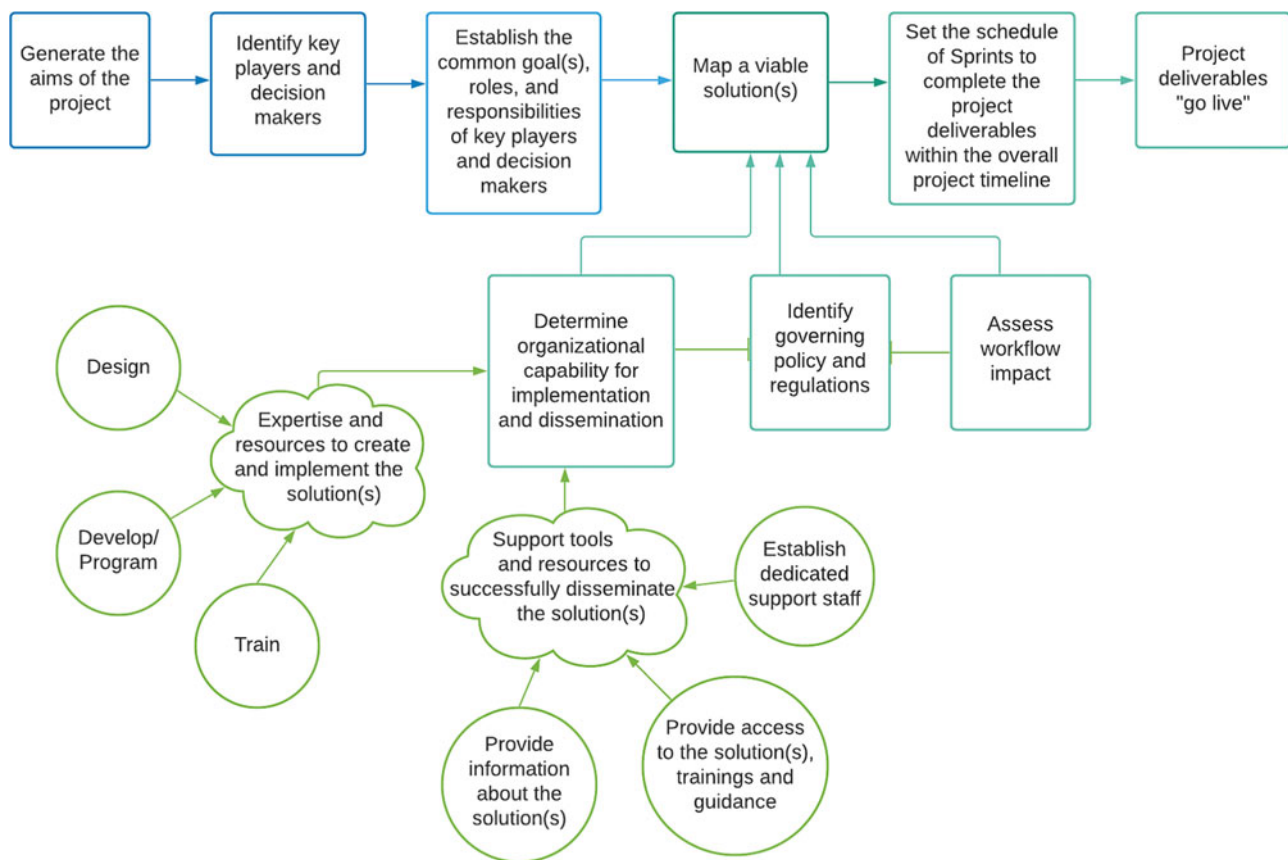 Generate the
aims of the
project
Identify key
players and
decision
makers
Establish the
common goal(s),
roles, and
responsibilities
of key players
and decision
makers
Map a viable
solution(s)
Set the schedule
of Sprints to
complete the
project
deliverables
within the overall
project timeline
Project
deliverables
"go live"
Determine
organizational
capability for
implementation
and dissemination
Identify
governing
policy and
regulations
Assess
workflow
impact
Design
Expertise and
resources to create
and implement the
solution(s)
Develop/
Program
Train
Support tools
and resources to
successfully disseminate
the solution(s)
Establish
dedicated
support staff
Provide
information
about the
solution(s)
Provide access
to the solution(s),
trainings and
guidance